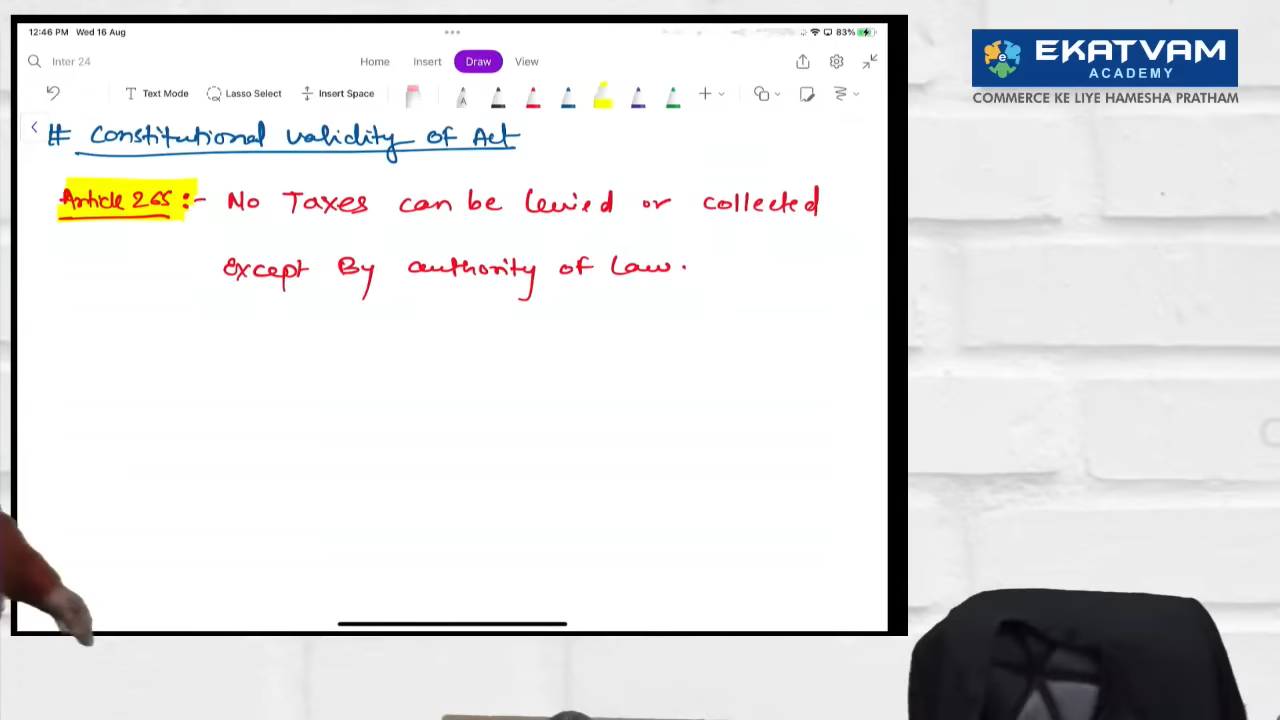 12:46 PM Wed 16 Aug
83%
EKATVAM
ACADEMY
COMMERCE KE LIYE HAMESHA PRATHAM
Inter 24
Home Insert Draw View
Text Mode Lasso Select Insert Space
# Constitutional validity of Act
Article 265 :- No Taxes can be levied or collected
Except By authority of Law.